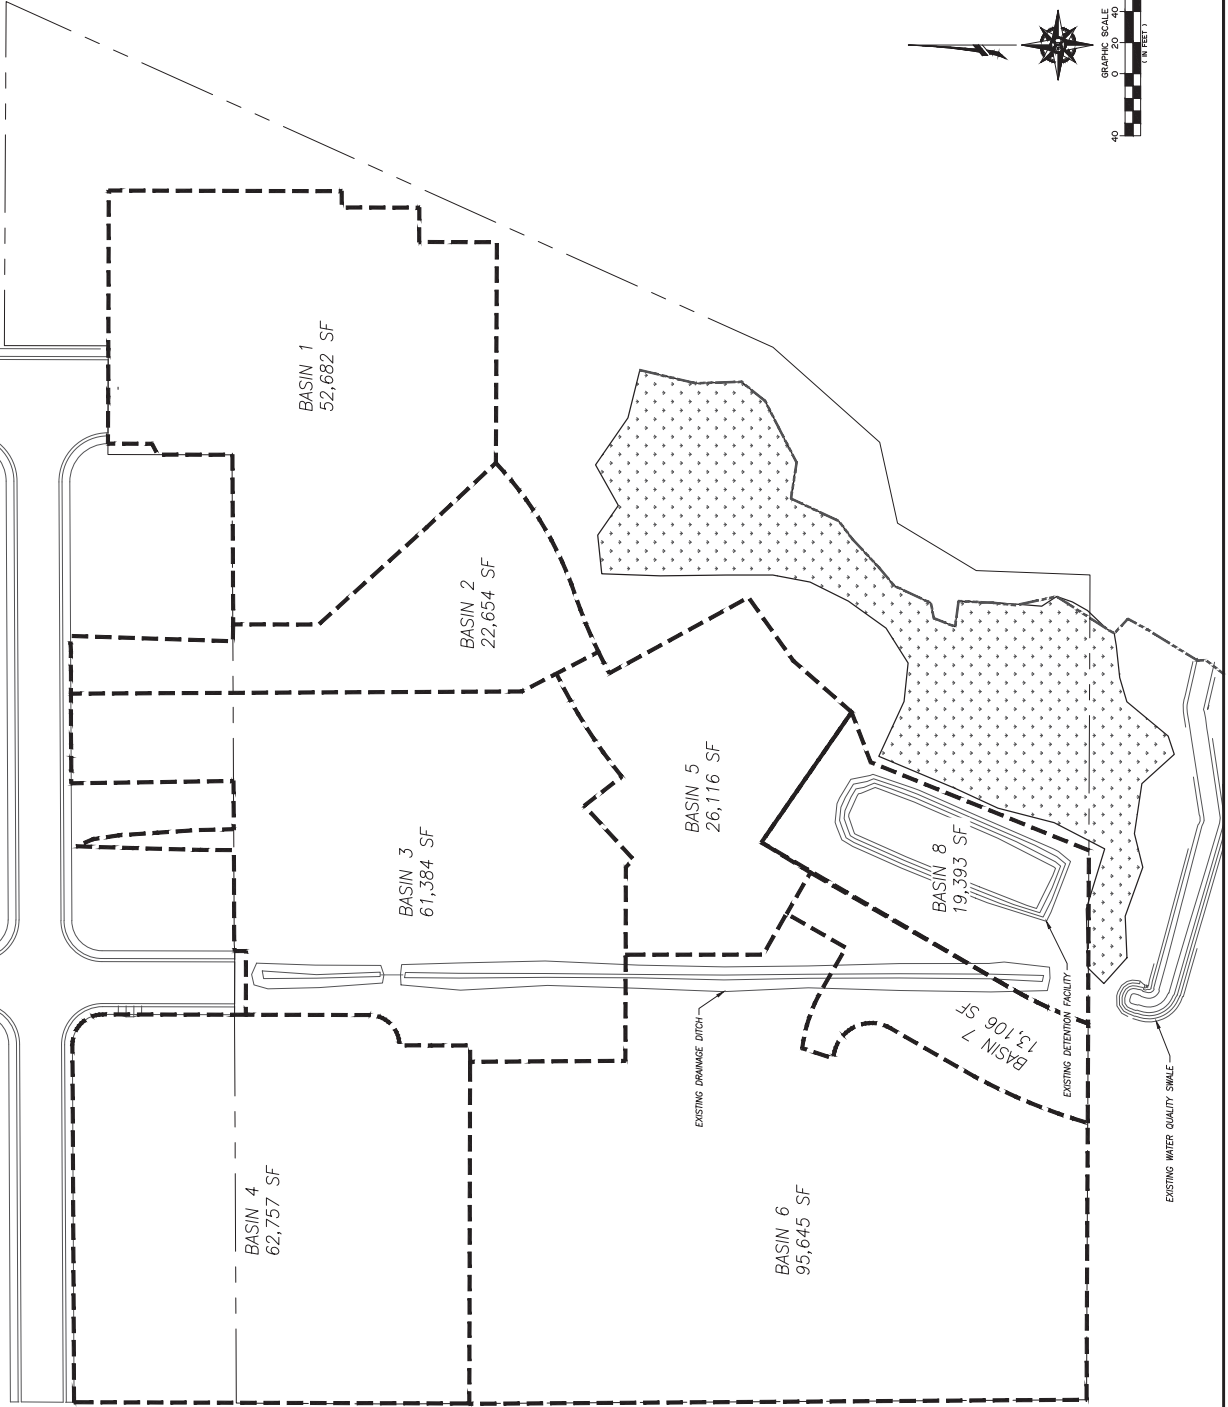 GRAPHIC SCALE
40
0
20
40
( IN FEET )
BASIN 1
52,682 SF
BASIN 2
22,654 SF
BASIN 3
61,384 SF
BASIN 5
26,116 SF
BASIN 8
19,393 SF
BASIN 7
13,106 SF
EXISTING DRAINAGE DITCH
EXISTING DETENTION FACILITY
EXISTING WATER QUALITY SWALE
BASIN 4
62,757 SF
BASIN 6
95,645 SF